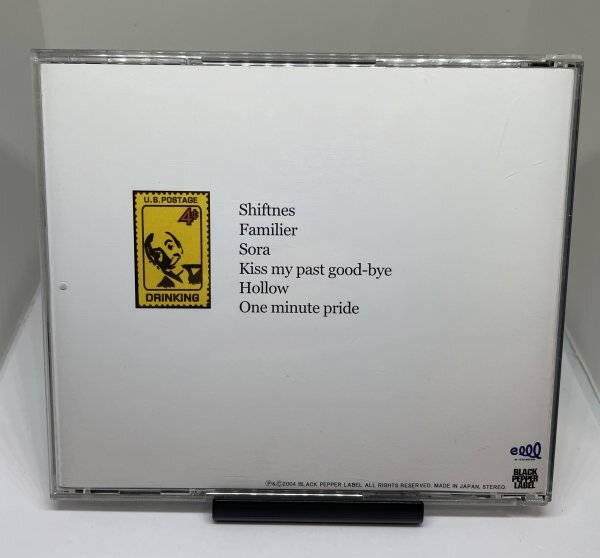 U.S. POSTAGE
4¢
DRINKING
Shiftnes
Familier
Sora
Kiss my past good-bye
Hollow
One minute pride
BLACK
PEPPER
LABEL
℗&©2004 BLACK PEPPER LABEL ALL RIGHTS RESERVED. MADE IN JAPAN. STEREO.